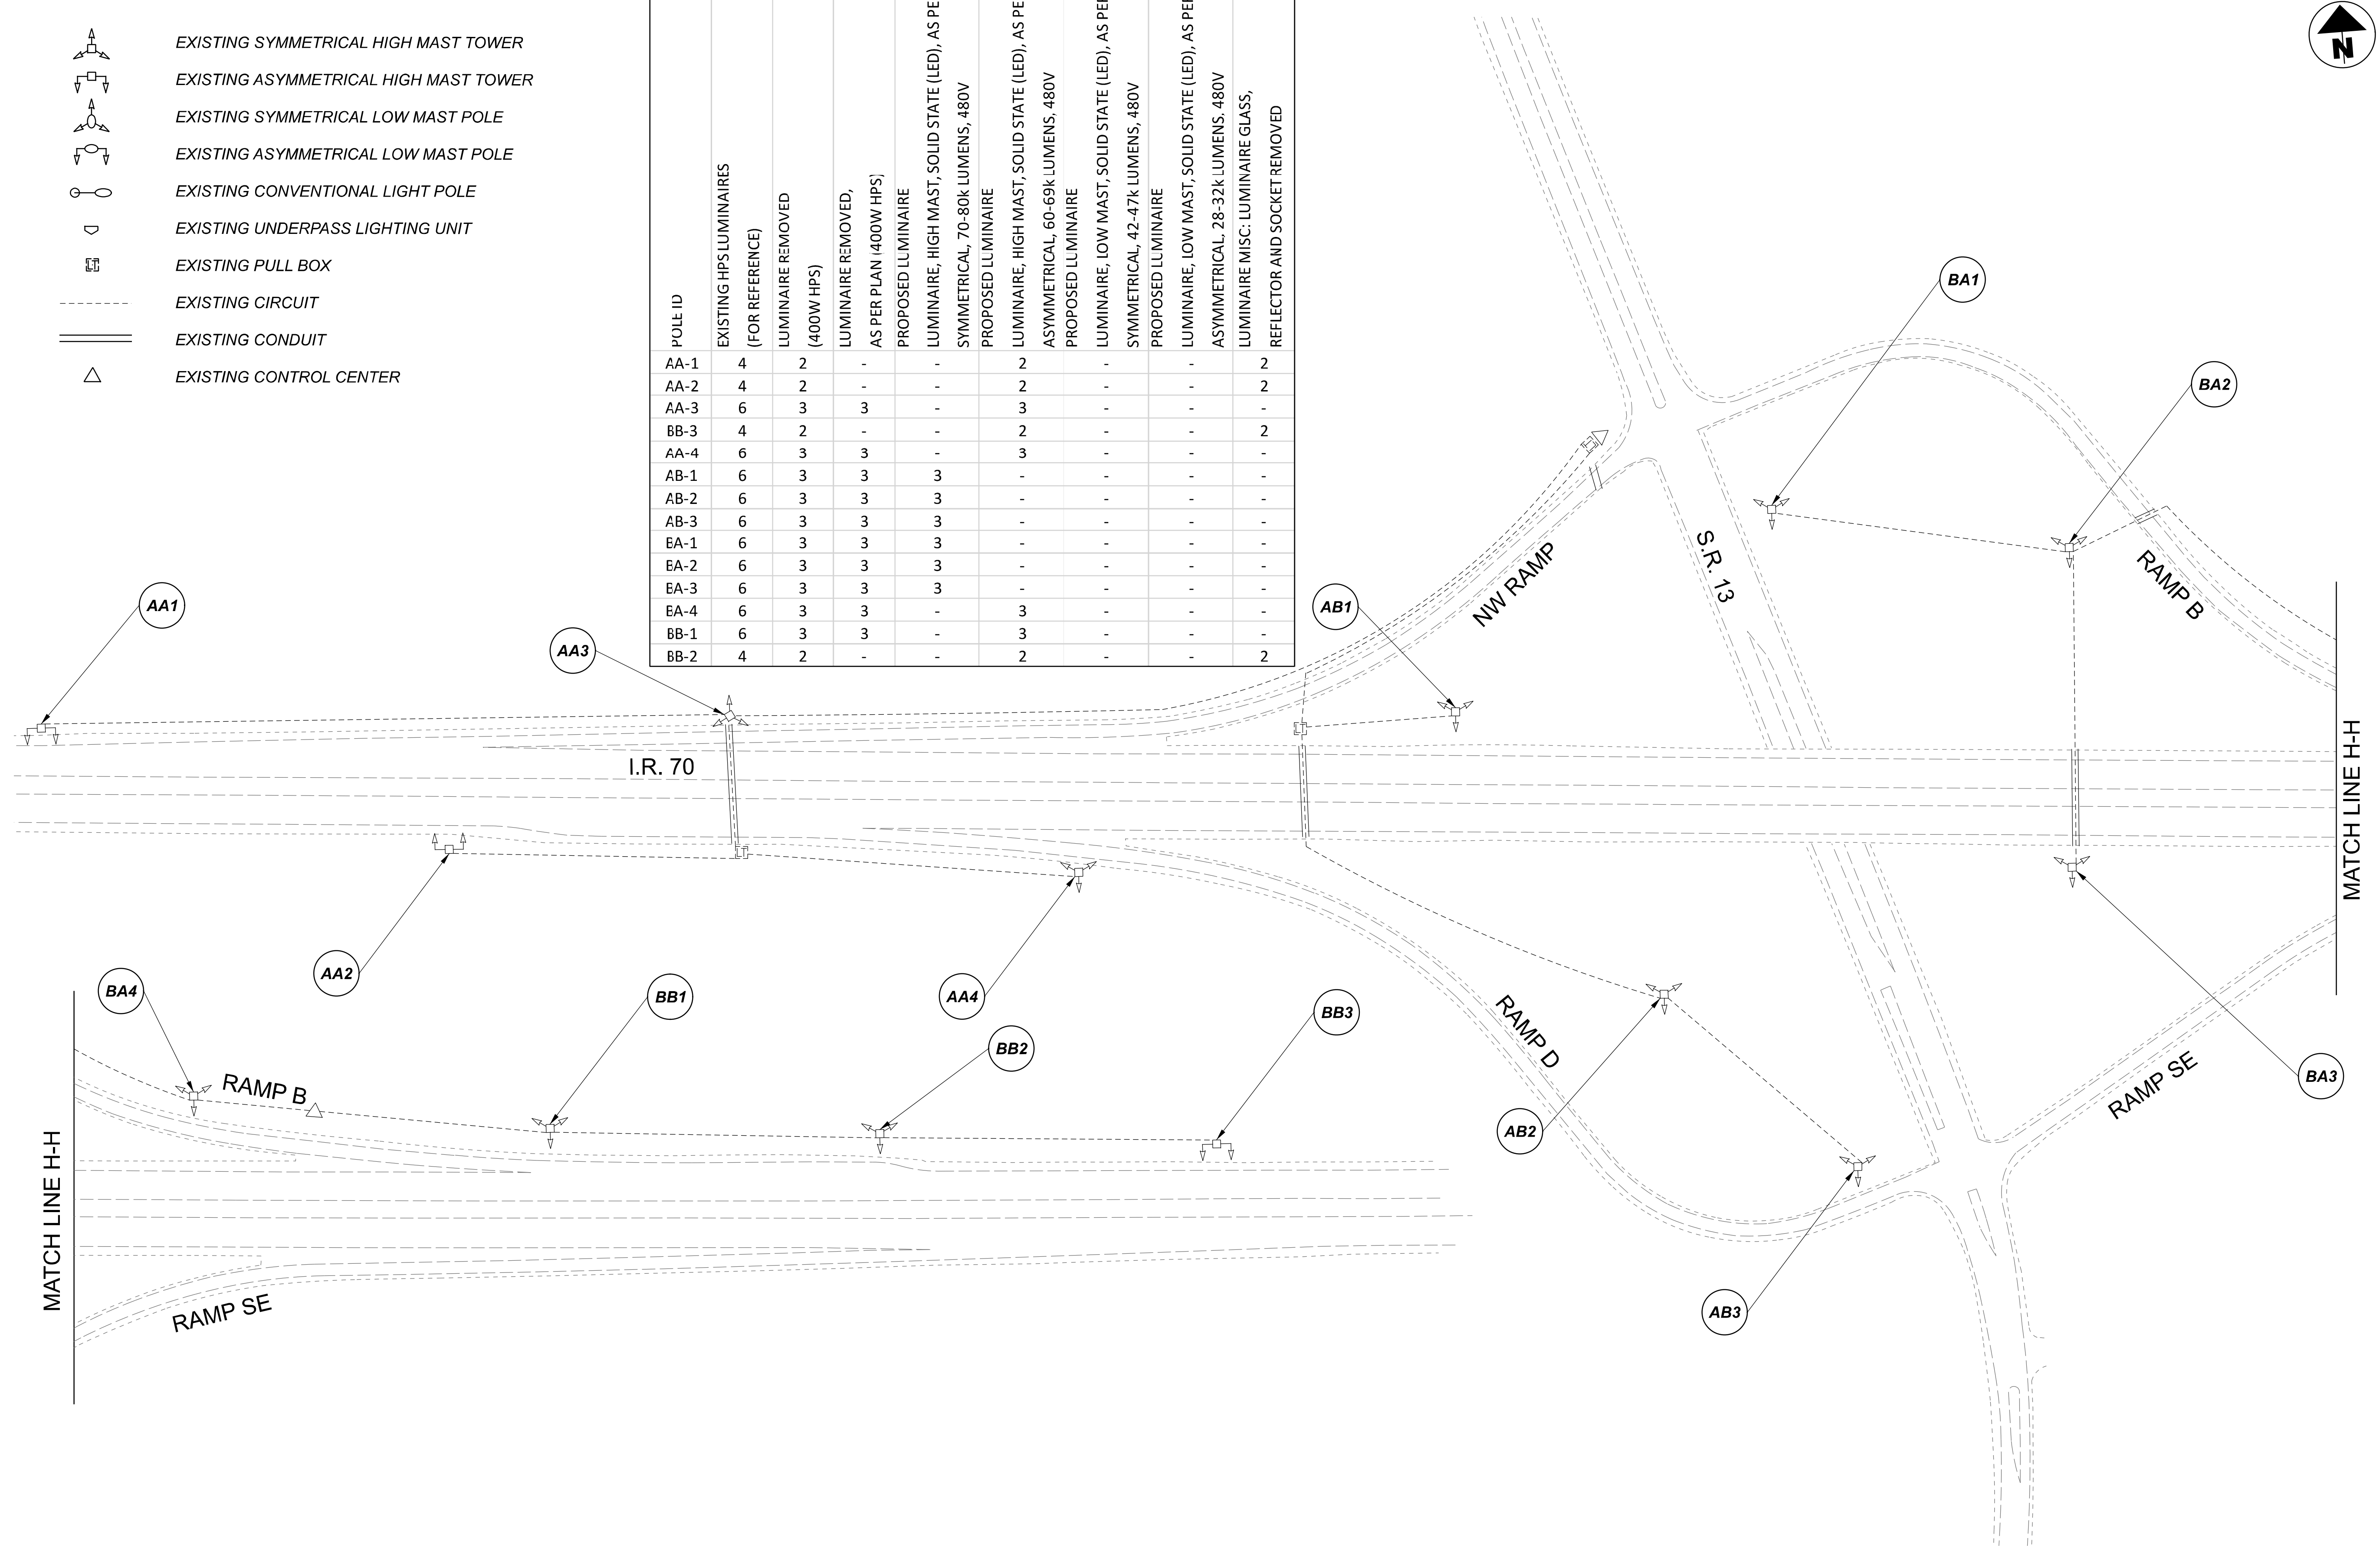 EXISTING SYMMETRICAL HIGH MAST TOWER
EXISTING ASYMMETRICAL HIGH MAST TOWER
EXISTING SYMMETRICAL LOW MAST POLE
EXISTING ASYMMETRICAL LOW MAST POLE
EXISTING CONVENTIONAL LIGHT POLE
EXISTING UNDERPASS LIGHTING UNIT
EXISTING PULL BOX
EXISTING CIRCUIT
EXISTING CONDUIT
EXISTING CONTROL CENTER
POLE ID
EXISTING HPS LUMINAIRES
(FOR REFERENCE)
LUMINAIRE REMOVED
(400W HPS)
LUMINAIRE REMOVED,
AS PER PLAN (400W HPS)
PROPOSED LUMINAIRE
LUMINAIRE, HIGH MAST, SOLID STATE (LED), AS
SYMMETRICAL, 70-80k LUMENS, 480V
PROPOSED LUMINAIRE
LUMINAIRE, HIGH MAST, SOLID STATE (LED), AS
ASYMMETRICAL, 60-69k LUMENS, 480V
PROPOSED LUMINAIRE
LUMINAIRE, LOW MAST, SOLID STATE (LED), AS
SYMMETRICAL, 42-47k LUMENS, 480V
PROPOSED LUMINAIRE
LUMINAIRE, LOW MAST, SOLID STATE (LED), AS
ASYMMETRICAL, 28-32k LUMENS, 480V
LUMINAIRE MISC: LUMINAIRE GLASS,
REFLECTOR AND SOCKET REMOVED
AA-1 4 2 - - 2 - - 2
AA-2 4 2 - - 2 - - 2
AA-3 6 3 3 - 3 - - -
BB-3 4 2 - - 2 - - 2
AA-4 6 3 3 - 3 - - -
AB-1 6 3 3 3 - - - -
AB-2 6 3 3 3 - - - -
AB-3 6 3 3 3 - - - -
BA-1 6 3 3 3 - - - -
BA-2 6 3 3 3 - - - -
BA-3 6 3 3 3 - - - -
BA-4 6 3 3 - 3 - - -
BB-1 6 3 3 - 3 - - -
BB-2 4 2 - - 2 - - 2
N
BA1
BA2
AA1
AA3
AB1
NW RAMP
S.R. 13
RAMP B
I.R. 70
MATCH LINE H-H
AA2
BA4
BB1
AA4
BB3
BB2
RAMP D
RAMP B
AB2
RAMP SE
BA3
MATCH LINE H-H
RAMP SE
AB3